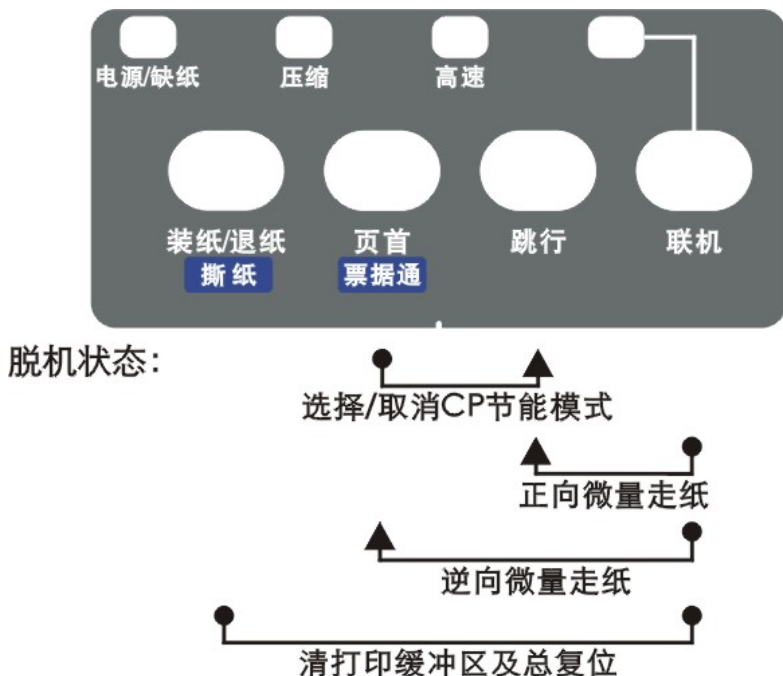 电源/缺纸 压缩 高速
装纸/退纸 页首 跳行 联机
撕纸 票据通
脱机状态：
选择/取消CP节能模式
正向微量走纸
逆向微量走纸
清打印缓冲区及总复位